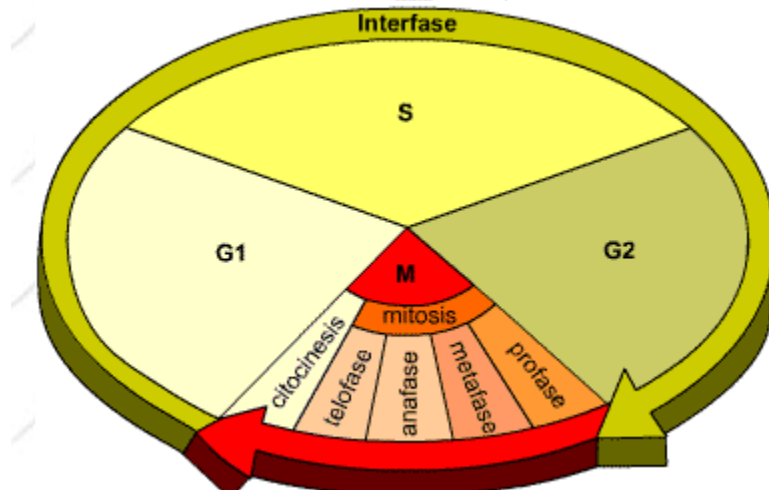 Interfase
S
G1
G2
M
mitosis
citocinesis
telofase
anafase
metafase
profase